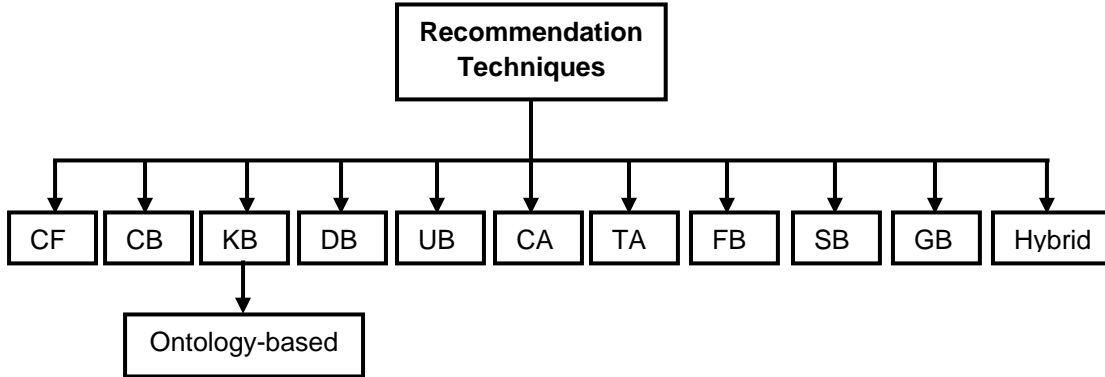 Recommendation
Techniques
CF CB KB DB UB CA TA FB SB GB Hybrid
Ontology-based